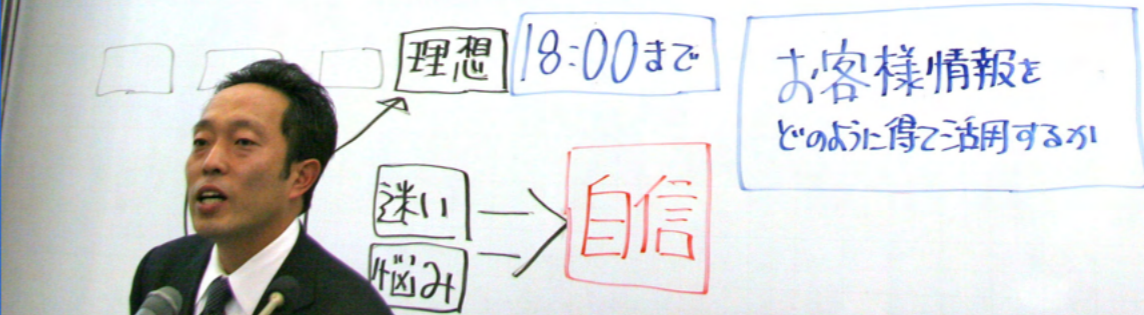 理想
18:00まで
お客様情報を
どのように得て活用するか
迷い
悩み
自信